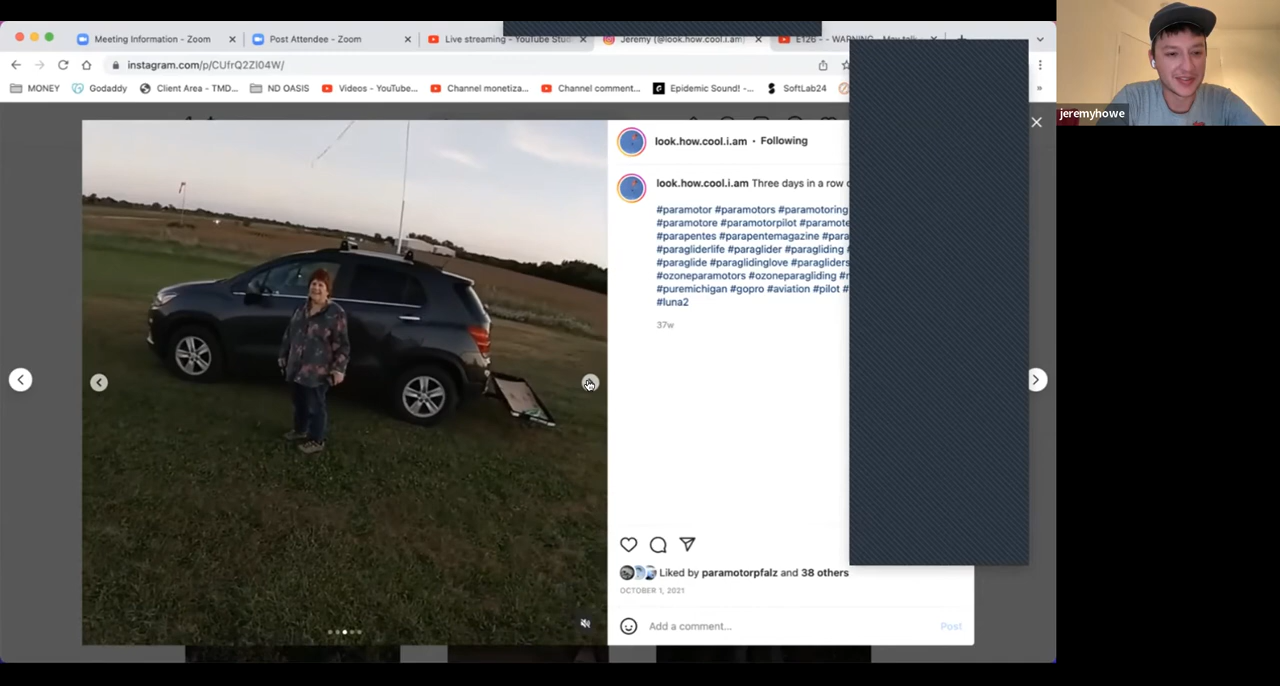 Meeting Information - Zoom
Post Attendee - Zoom
Live streaming - YouTube Stu
Jeremy (@look.how.cool.i.am)
E126 - - WARNING
instagram.com/p/CUfrQ2ZI04W/
MONEY
Godaddy
Client Area - TMD...
ND OASIS
Videos - YouTube...
Channel monetiza...
Channel comment...
Epidemic Sound! -...
SoftLab24
»
jeremyhowe
look.how.cool.i.am • Following
look.how.cool.i.am Three days in a row
#paramotor #paramotors #paramotoring
#paramotore #paramotorpilot #paramote
#parapentes #parapentemagazine #para
#paragliderlife #paraglider #paragliding
#paraglide #paraglidinglove #paragliders
#ozoneparamotors #ozoneparagliding
#puremichigan #gopro #aviation #pilot #
#luna2
37w
Liked by paramotorpfalz and 38 others
OCTOBER 1, 2021
Add a comment...
Post